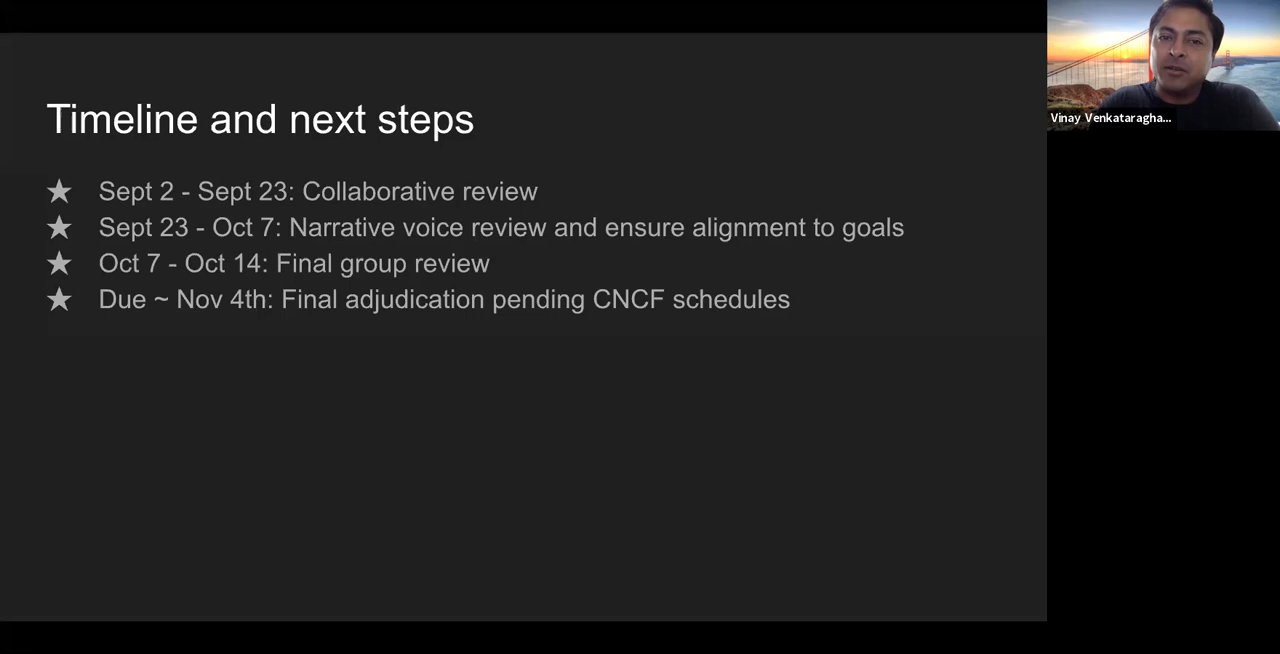 Timeline and next steps
★ Sept 2 - Sept 23: Collaborative review
★ Sept 23 - Oct 7: Narrative voice review and ensure alignment to goals
★ Oct 7 - Oct 14: Final group review
★ Due ~ Nov 4th: Final adjudication pending CNCF schedules
Vinay Venkataragha...